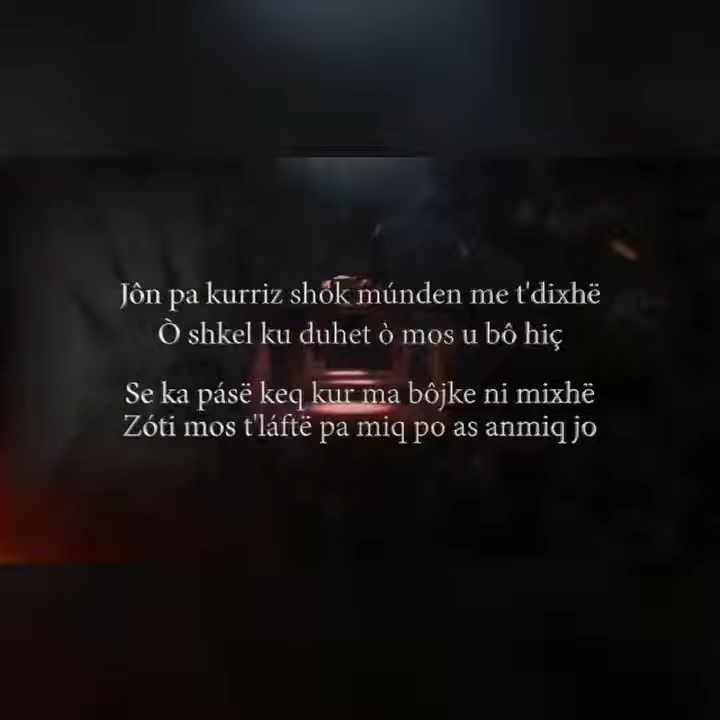 Jôn pa kurriz shok múnden me t'dixhë
Ò shkel ku duhet ò mos u bô hiç
Se ka pásë keq kur ma bôjke ni mixhë
Zóti mos t'láftë pa miq po as anmiq jo